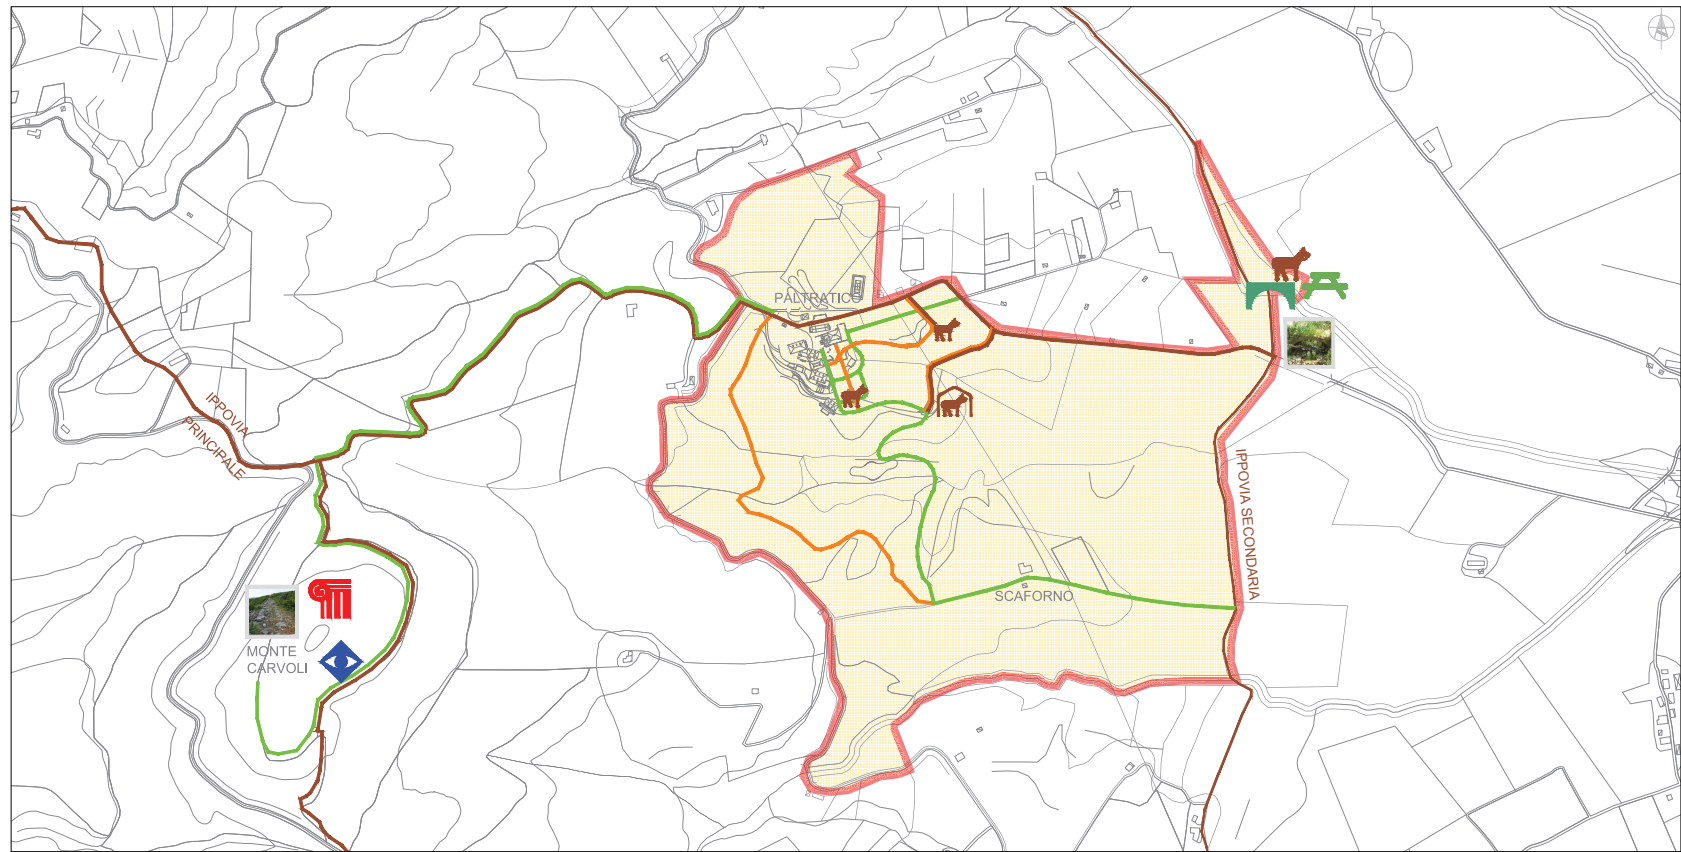 PALTRATICO
IPPOVIA
PRINCIPALE
IPPOVIA SECONDARIA
SCAFORNO
MONTE
CARVOLI